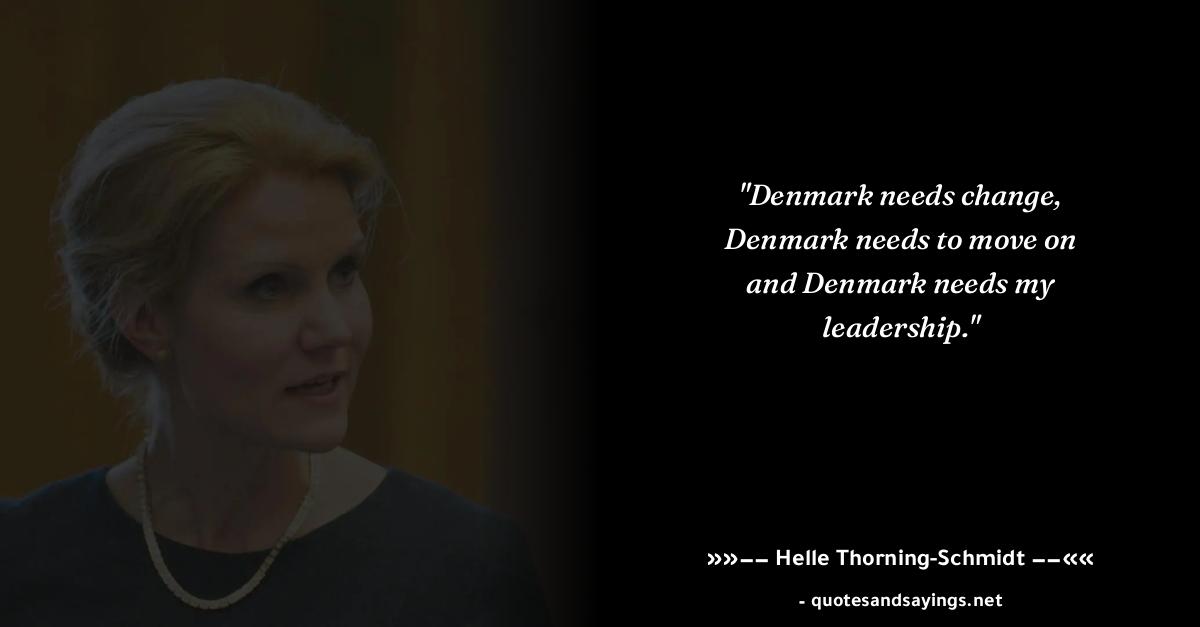 "Denmark needs change,
Denmark needs to move on
and Denmark needs my
leadership."
»»−− Helle Thorning-Schmidt −−««
- quotesandsayings.net